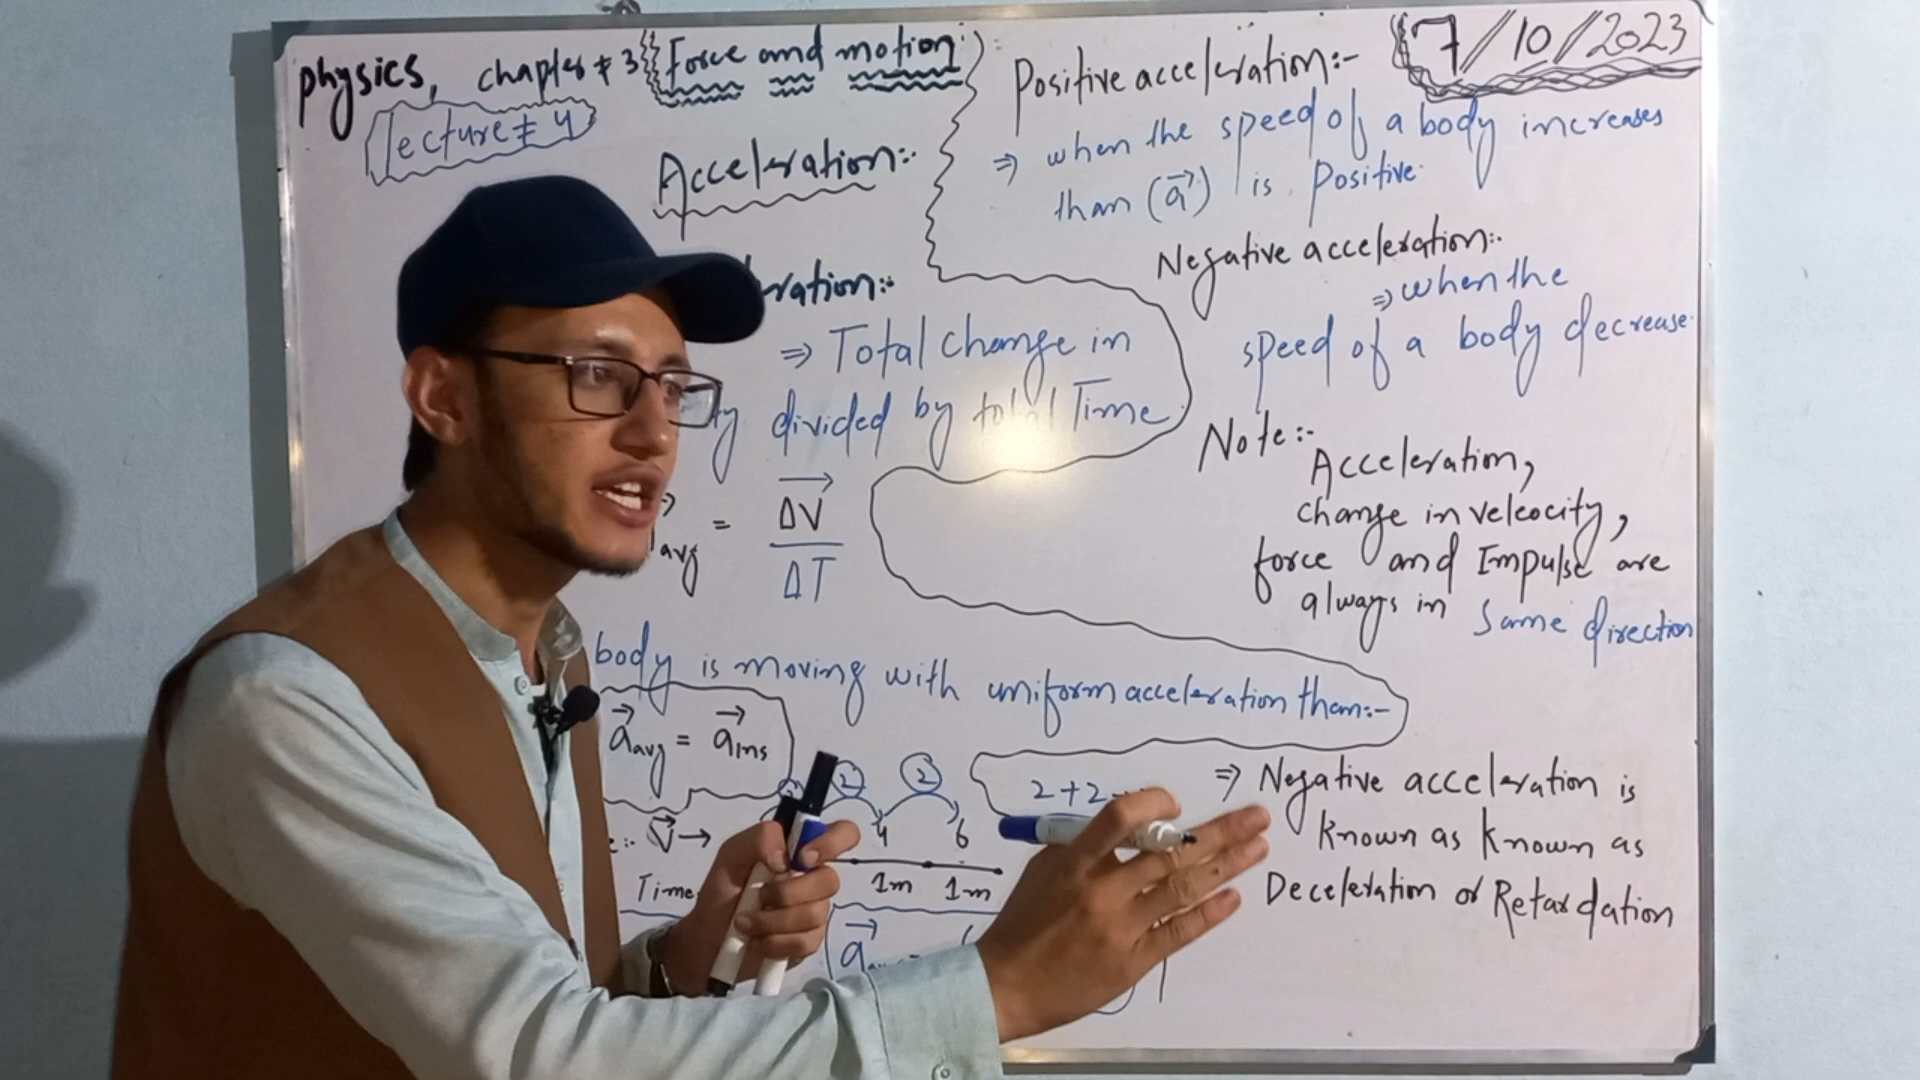 physics, chapter # 3 Force and motion:
lecture # 4
Acceleration:-
ration:-
⇒ Total change in
ty divided by total Time
avg = ΔV→
ΔT
body is moving with uniform acceleration than:-
a→avg = a→ins
2 2
2+2
e:- V→ →
4 6
Time
1m 1m
a→
7/10/2023
Positive acceleration:-
⇒ when the speed of a body increases
than (a→) is Positive.
Negative acceleration:-
⇒ when the
speed of a body decrease.
Note:-
Acceleration,
change in veleocity,
force and Impulse are
always in same direction
⇒ Negative acceleration is
known as known as
Deceleration or Retardation